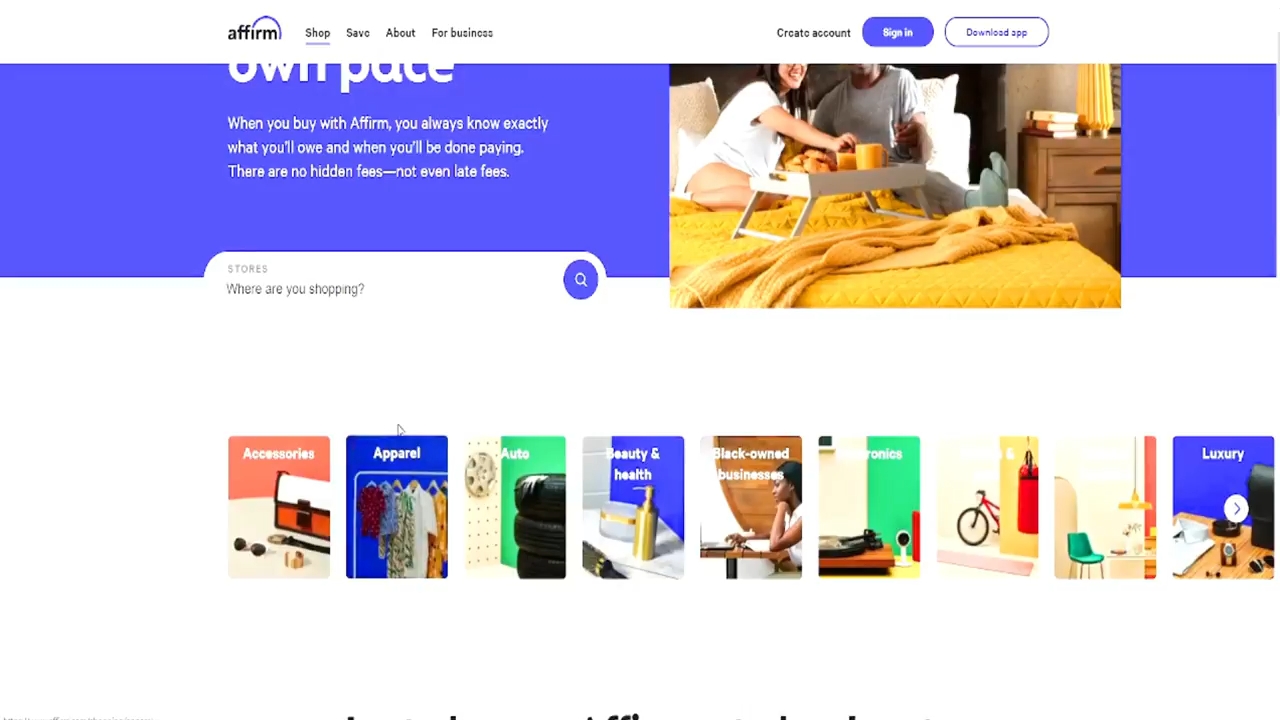 affirm
Shop Save About For business
Create account Sign in Download app
own pace
When you buy with Affirm, you always know exactly
what you'll owe and when you'll be done paying.
There are no hidden fees—not even late fees.
STORES
Where are you shopping?
Accessories
Apparel
Auto
Beauty &
health
Black-owned
businesses
Luxury